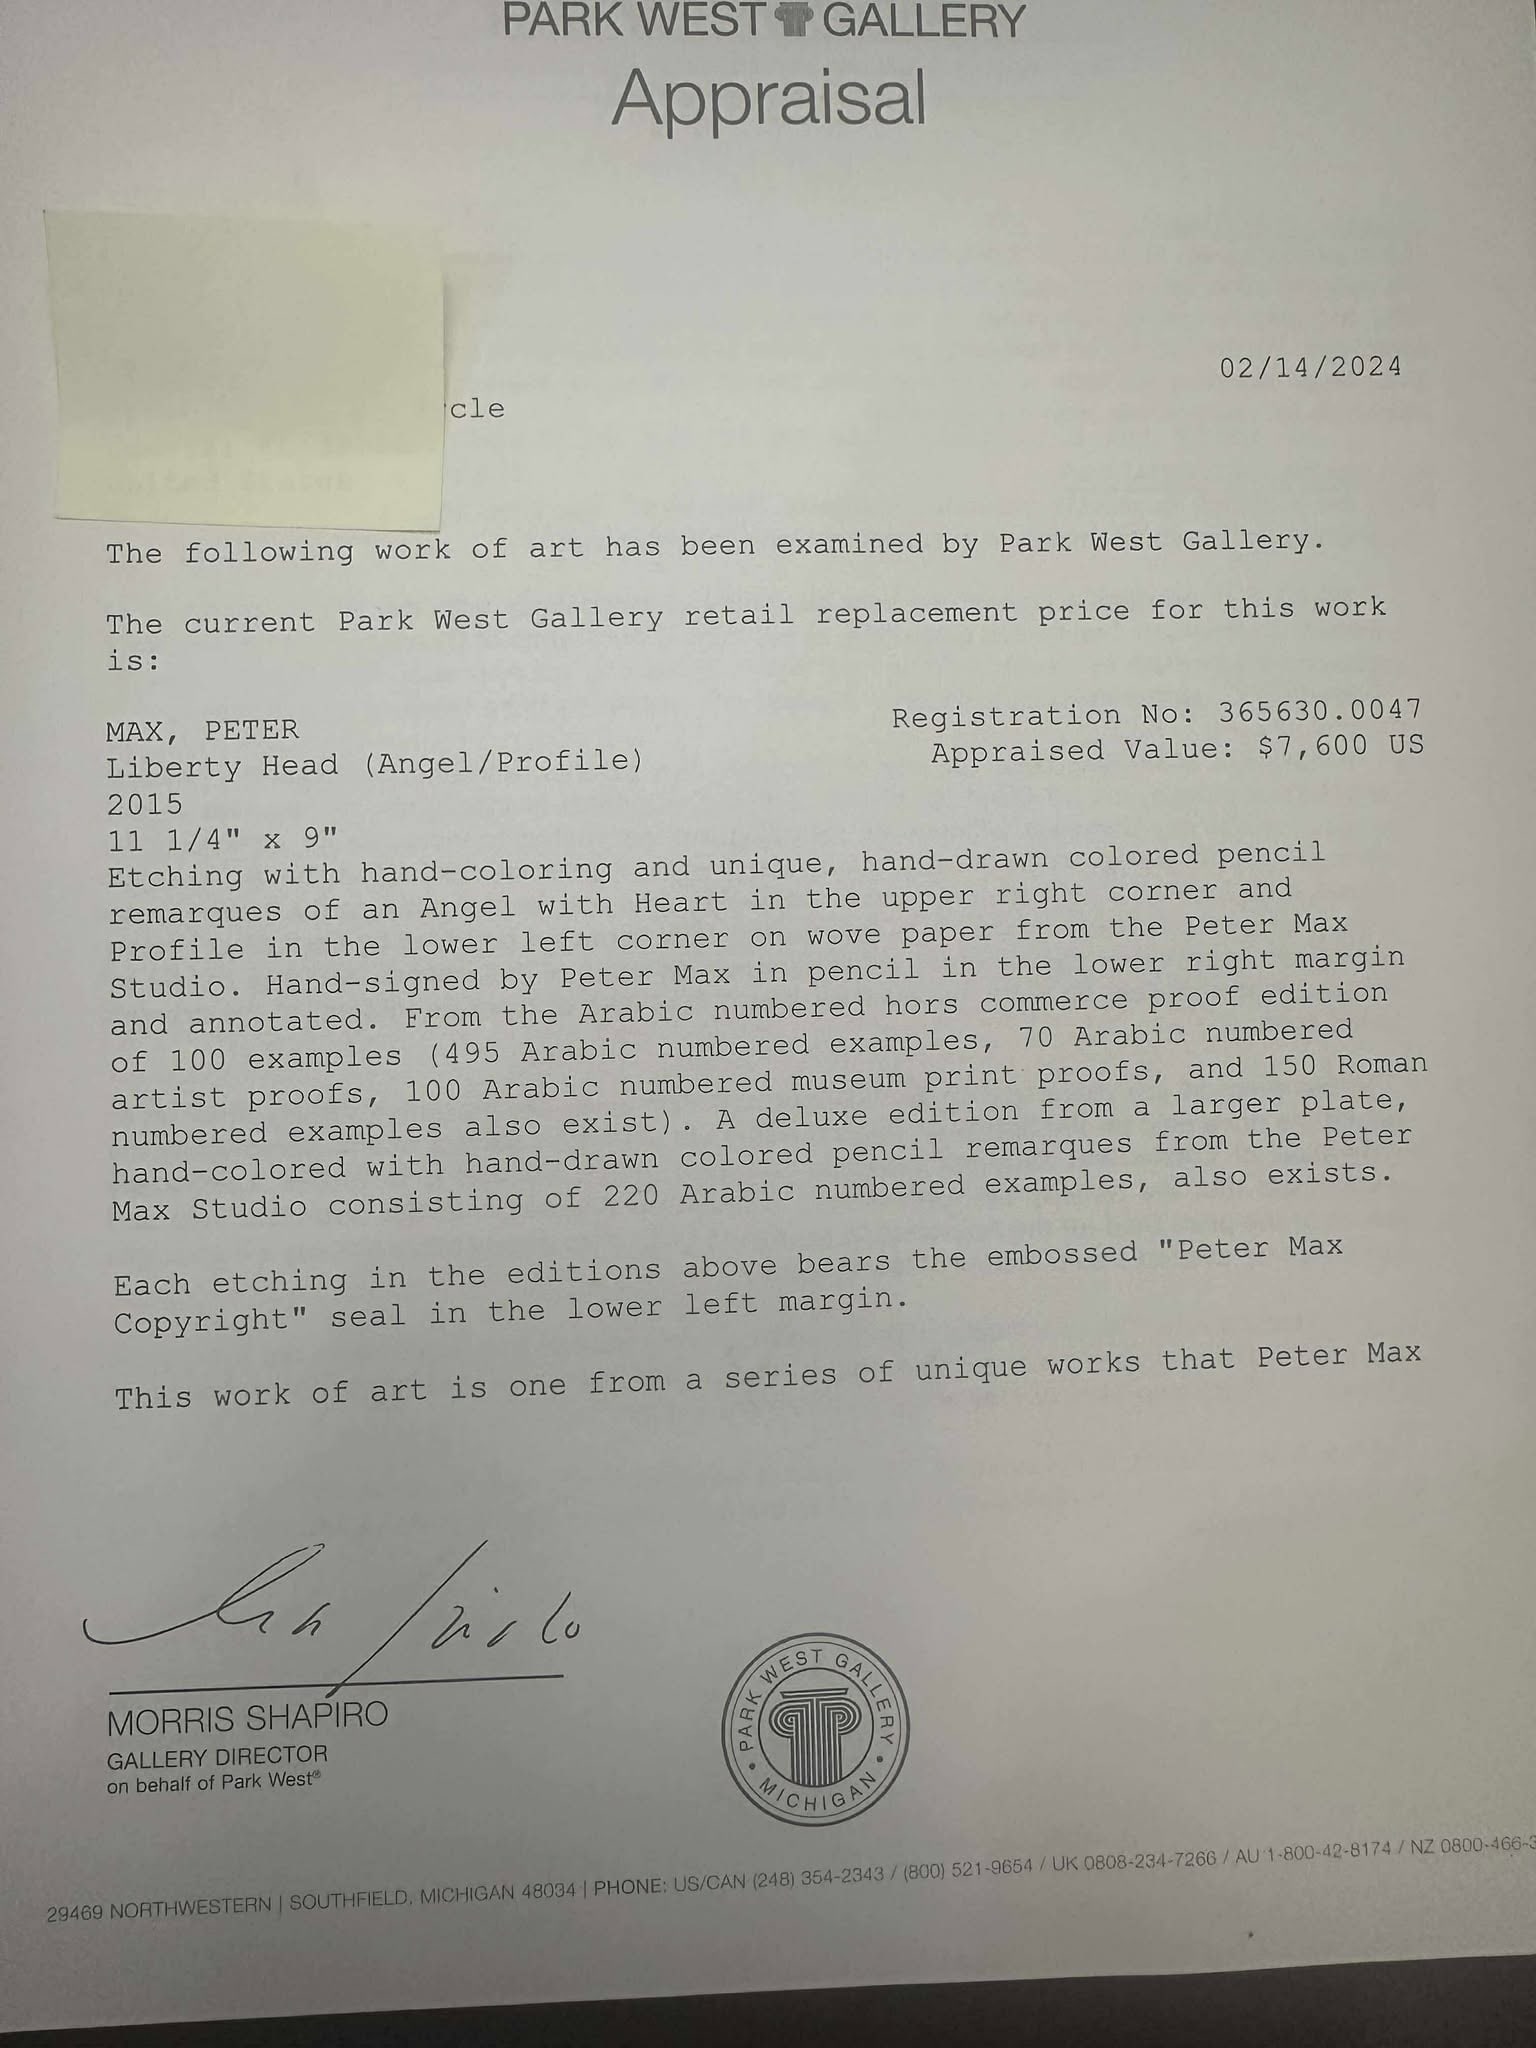 PARK WEST GALLERY
Appraisal
02/14/2024
cle
United States
The following work of art has been examined by Park West Gallery.
The current Park West Gallery retail replacement price for this work
is:
MAX, PETER
Registration No: 365630.0047
Liberty Head (Angel/Profile)
Appraised Value: $7,600 US
2015
11 1/4" x 9"
Etching with hand-coloring and unique, hand-drawn colored pencil
remarques of an Angel with Heart in the upper right corner and
Profile in the lower left corner on wove paper from the Peter Max
Studio. Hand-signed by Peter Max in pencil in the lower right margin
and annotated. From the Arabic numbered hors commerce proof edition
of 100 examples (495 Arabic numbered examples, 70 Arabic numbered
artist proofs, 100 Arabic numbered museum print proofs, and 150 Roman
numbered examples also exist). A deluxe edition from a larger plate,
hand-colored with hand-drawn colored pencil remarques from the Peter
Max Studio consisting of 220 Arabic numbered examples, also exists.
Each etching in the editions above bears the embossed "Peter Max
Copyright" seal in the lower left margin.
This work of art is one from a series of unique works that Peter Max
MORRIS SHAPIRO
GALLERY DIRECTOR
on behalf of Park West®
PARK WEST GALLERY • MICHIGAN •
29469 NORTHWESTERN | SOUTHFIELD, MICHIGAN 48034 | PHONE: US/CAN (248) 354-2343 / (800) 521-9654 / UK 0808-234-7266 / AU 1-800-42-8174 / NZ 0800-466-3